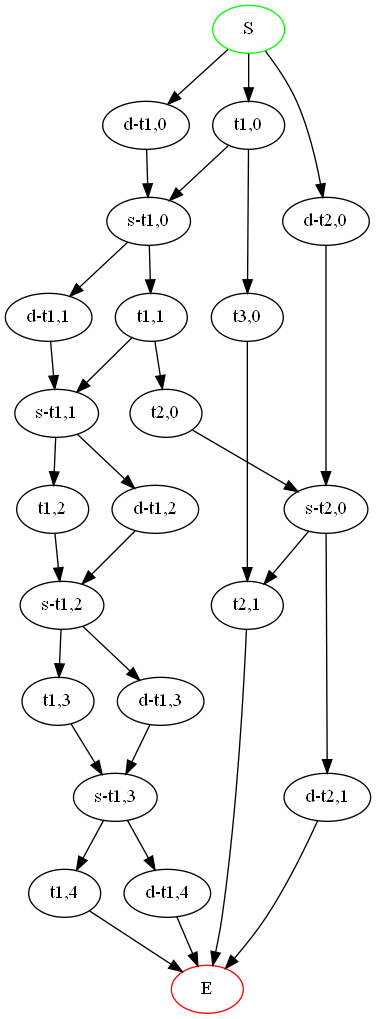 S
d-t1,0
t1,0
s-t1,0
d-t2,0
d-t1,1
t1,1
t3,0
s-t1,1
t2,0
t1,2
d-t1,2
s-t2,0
s-t1,2
t2,1
t1,3
d-t1,3
s-t1,3
d-t2,1
t1,4
d-t1,4
E